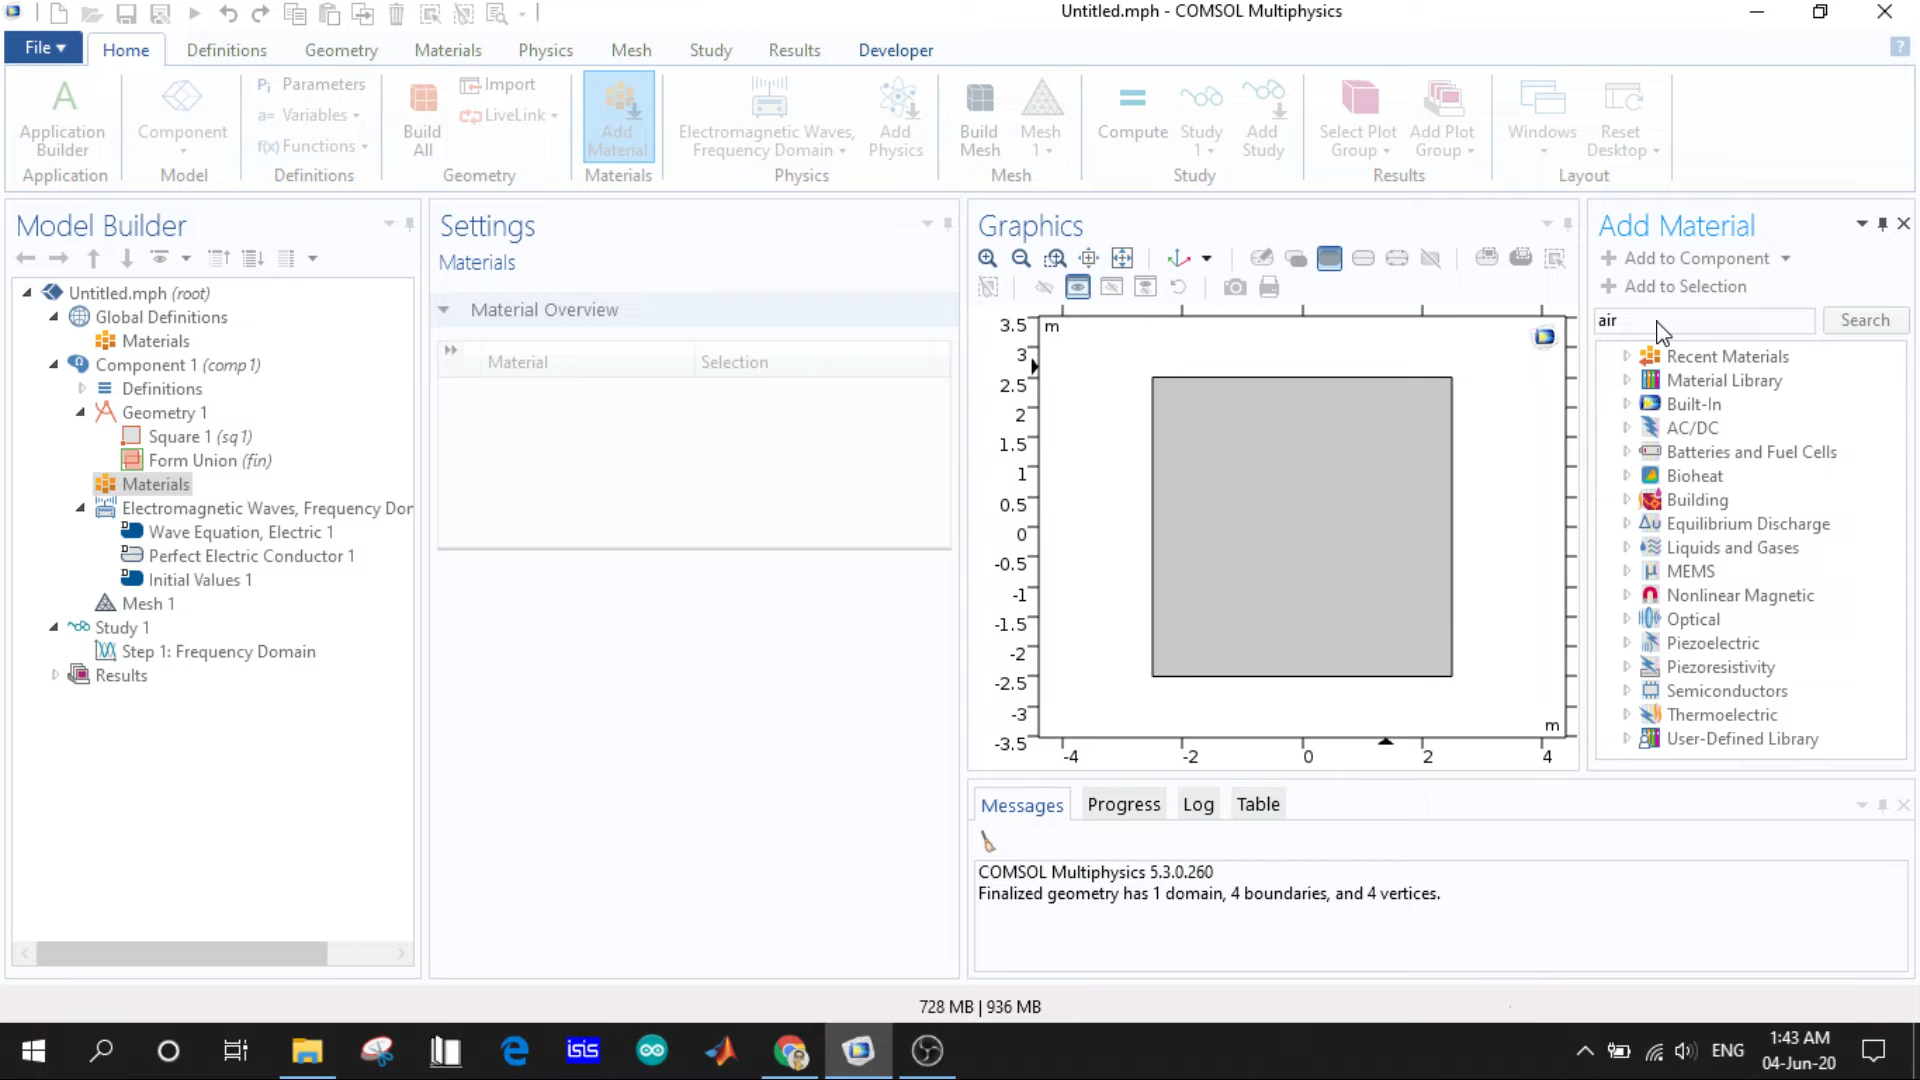 Untitled.mph - COMSOL Multiphysics
File Home Definitions Geometry Materials Physics Mesh Study Results Developer
Application Builder
Application
Component
Model
Pi Parameters
a= Variables
f(x) Functions
Definitions
Build All
Import
LiveLink
Geometry
Add Material
Materials
Electromagnetic Waves, Frequency Domain
Add Physics
Physics
Build Mesh
Mesh 1
Mesh
Compute
Study 1
Add Study
Study
Select Plot Group
Add Plot Group
Results
Windows
Reset Desktop
Layout
Model Builder
Untitled.mph (root)
Global Definitions
Materials
Component 1 (comp1)
Definitions
Geometry 1
Square 1 (sq1)
Form Union (fin)
Materials
Electromagnetic Waves, Frequency Dor
Wave Equation, Electric 1
Perfect Electric Conductor 1
Initial Values 1
Mesh 1
Study 1
Step 1: Frequency Domain
Results
Settings
Materials
Material Overview
Material Selection
Graphics
m
3.5
3
2.5
2
1.5
1
0.5
0
-0.5
-1
-1.5
-2
-2.5
-3
-3.5
m
-4 -2 0 2 4
Add Material
Add to Component
Add to Selection
air Search
Recent Materials
Material Library
Built-In
AC/DC
Batteries and Fuel Cells
Bioheat
Building
Δu Equilibrium Discharge
Liquids and Gases
μ MEMS
Nonlinear Magnetic
Optical
Piezoelectric
Piezoresistivity
Semiconductors
Thermoelectric
User-Defined Library
Messages Progress Log Table
COMSOL Multiphysics 5.3.0.260
Finalized geometry has 1 domain, 4 boundaries, and 4 vertices.
728 MB | 936 MB
isis
ENG
1:43 AM
04-Jun-20